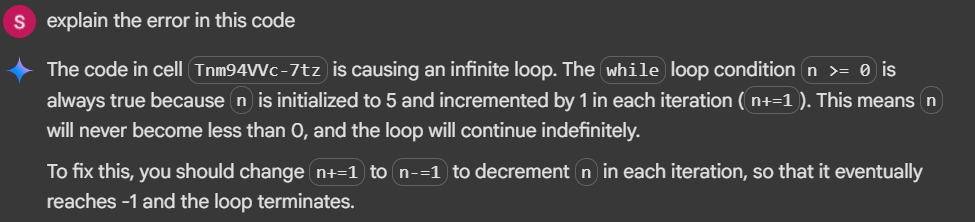 S explain the error in this code
The code in cell Tnm94VVc-7tz is causing an infinite loop. The while loop condition n >= 0 is
always true because n is initialized to 5 and incremented by 1 in each iteration (n+=1). This means n
will never become less than 0, and the loop will continue indefinitely.
To fix this, you should change n+=1 to n-=1 to decrement n in each iteration, so that it eventually
reaches -1 and the loop terminates.